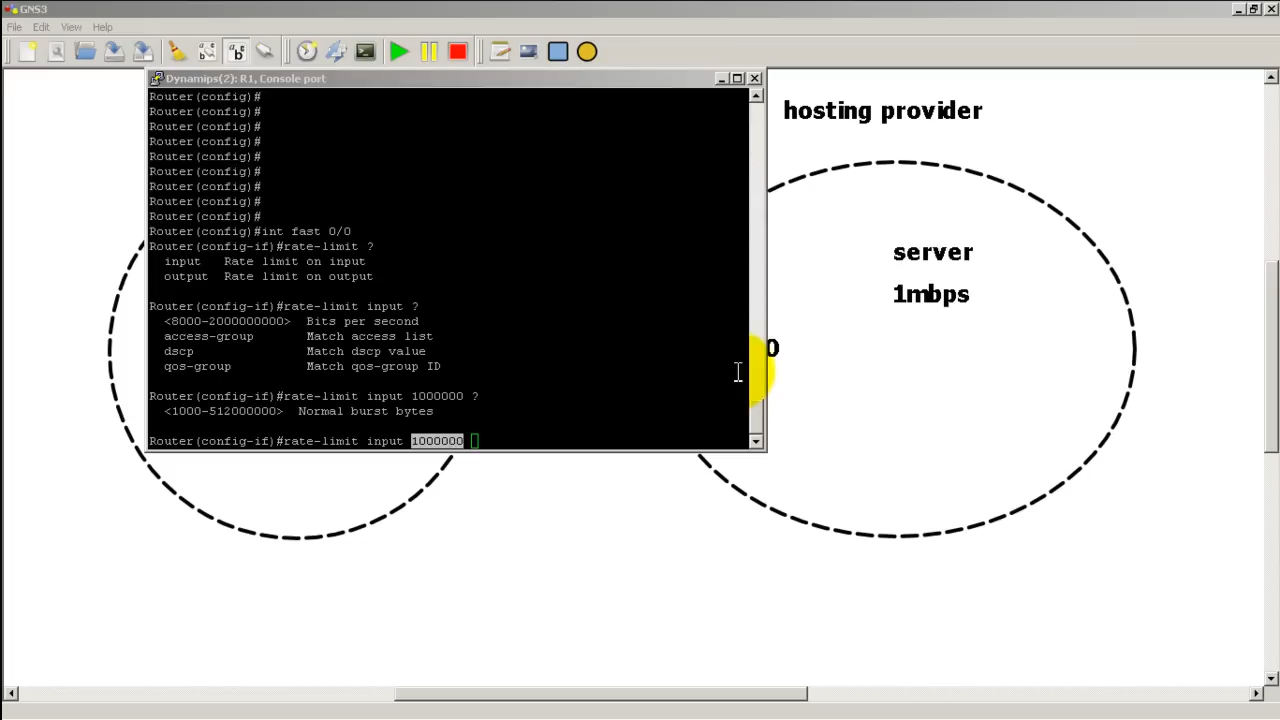 GNS3
File Edit View Help
Dynamips(2): R1, Console port
Router(config)#
Router(config)#
Router(config)#
Router(config)#
Router(config)#
Router(config)#
Router(config)#
Router(config)#
Router(config)#
Router(config)#int fast 0/0
Router(config-if)#rate-limit ?
input Rate limit on input
output Rate limit on output
Router(config-if)#rate-limit input ?
<8000-2000000000> Bits per second
access-group Match access list
dscp Match dscp value
qos-group Match qos-group ID
Router(config-if)#rate-limit input 1000000 ?
<1000-512000000> Normal burst bytes
Router(config-if)#rate-limit input 1000000
hosting provider
server
1mbps
0